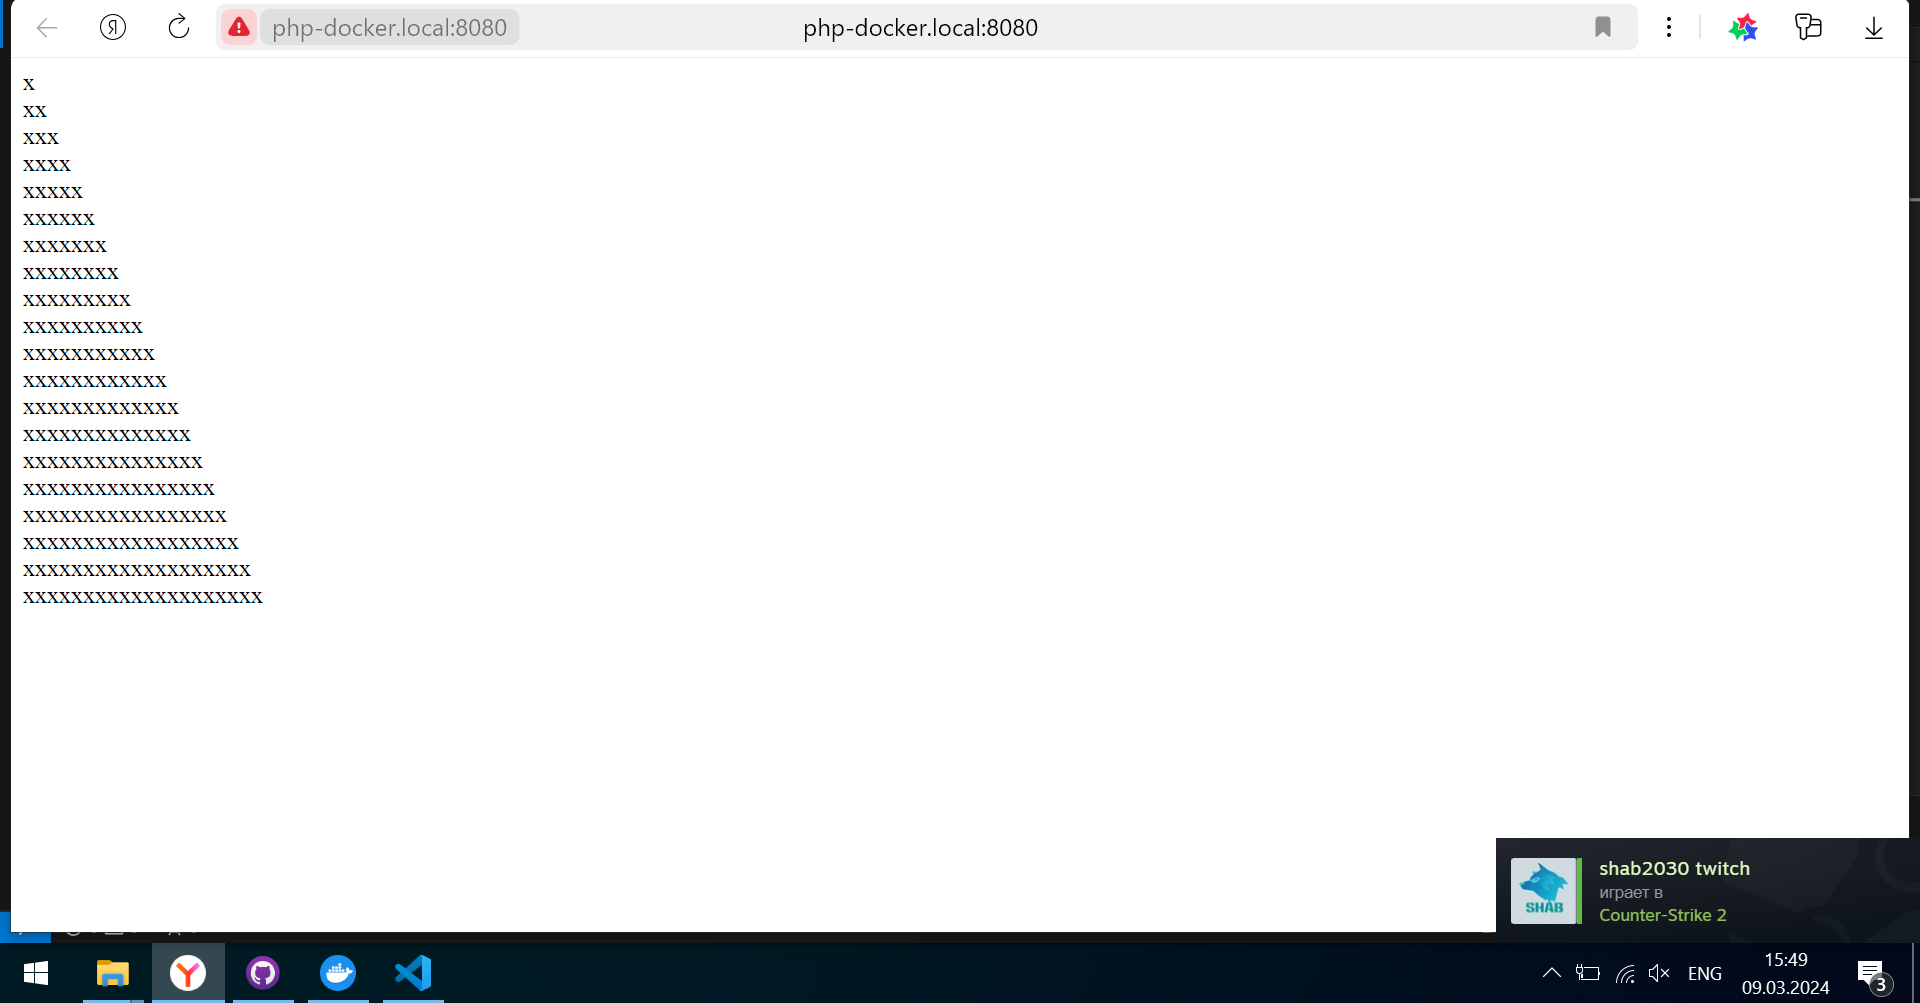 php-docker.local:8080 php-docker.local:8080
x
xx
xxx
xxxx
xxxxx
xxxxxx
xxxxxxx
xxxxxxxx
xxxxxxxxx
xxxxxxxxxx
xxxxxxxxxxx
xxxxxxxxxxxx
xxxxxxxxxxxxx
xxxxxxxxxxxxxx
xxxxxxxxxxxxxxx
xxxxxxxxxxxxxxxx
xxxxxxxxxxxxxxxxx
xxxxxxxxxxxxxxxxxx
xxxxxxxxxxxxxxxxxxx
xxxxxxxxxxxxxxxxxxxx
shab2030 twitch
играет в
Counter-Strike 2
SHAB
ENG
15:49
09.03.2024
3